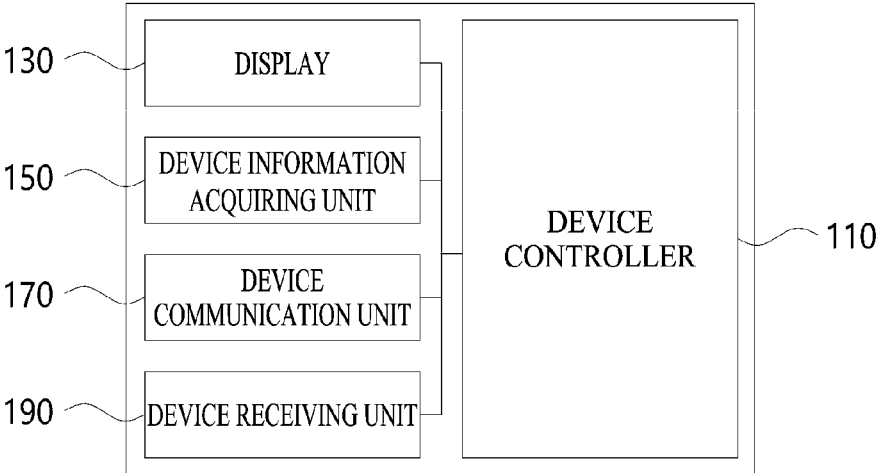 130
DISPLAY
150
DEVICE INFORMATION
ACQUIRING UNIT
170
DEVICE
COMMUNICATION UNIT
190
DEVICE RECEIVING UNIT
DEVICE
CONTROLLER
110